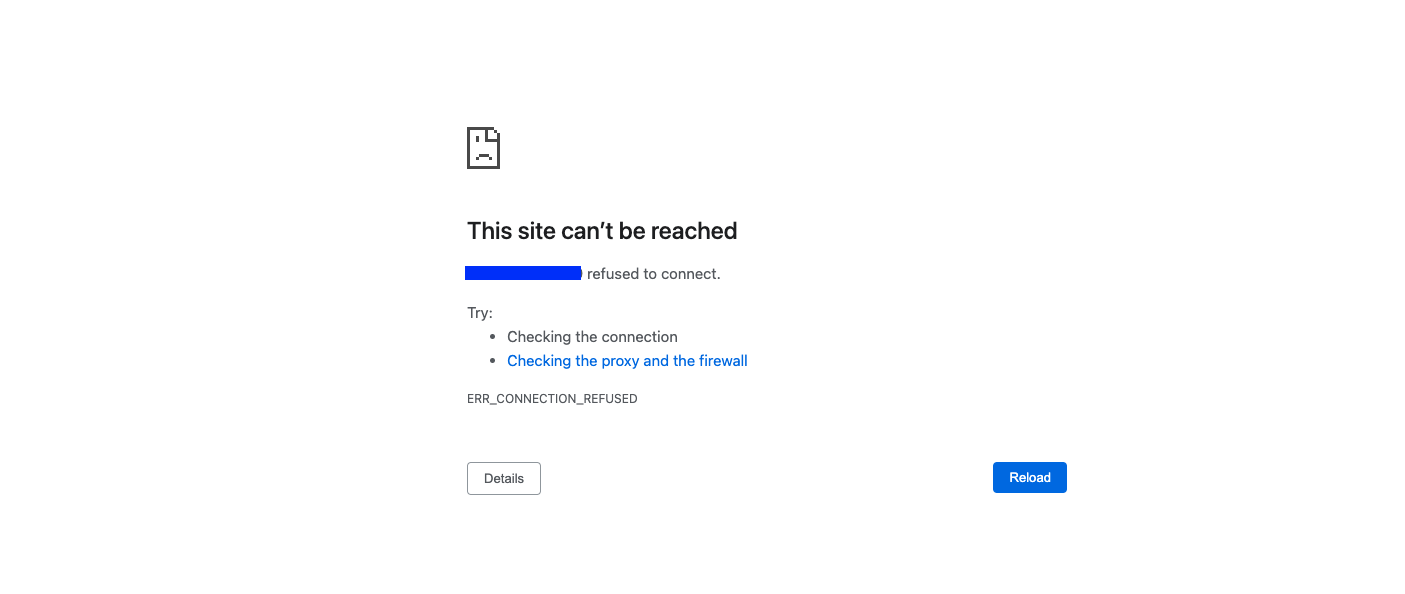 This site can’t be reached
refused to connect.
Try:
Checking the connection
Checking the proxy and the firewall
ERR_CONNECTION_REFUSED
Details
Reload